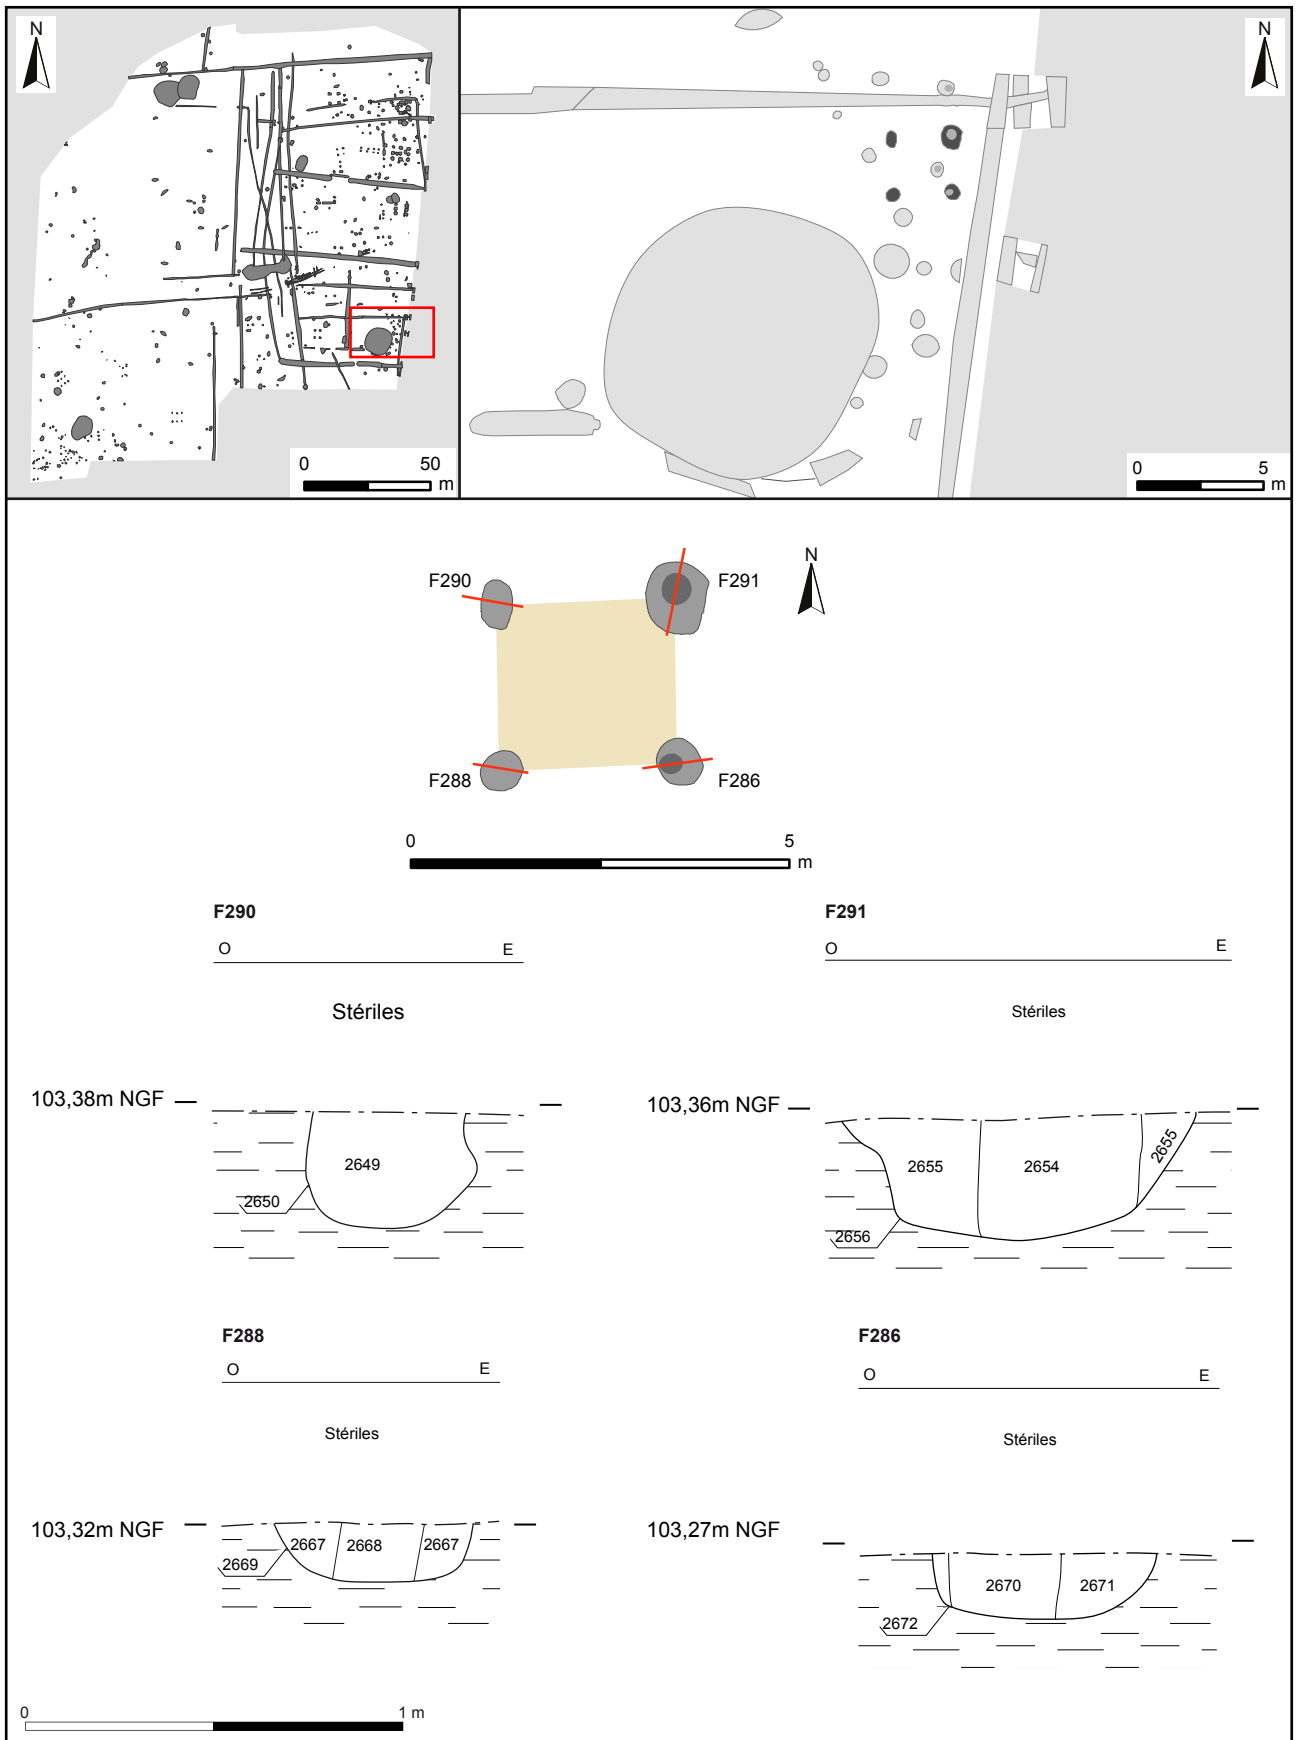 N
0 50
m
N
0 5
m
F290
F291
N
F288
F286
0 5
m
F290
O E
Stériles
103,38m NGF
2649
2650
F291
O E
Stériles
103,36m NGF
2655
2654
2655
2656
F288
O E
Stériles
103,32m NGF
2667
2668
2667
2669
F286
O E
Stériles
103,27m NGF
2670
2671
2672
0 1 m